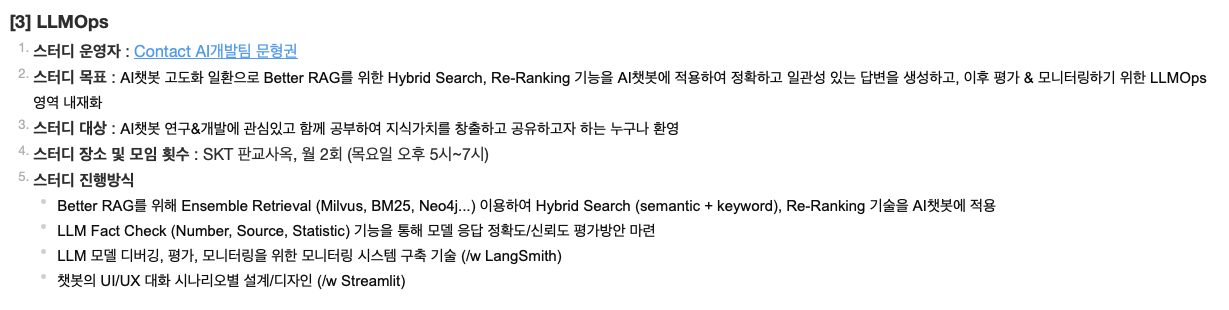 [3] LLMOps
1. 스터디 운영자 : Contact AI개발팀 문형권
2. 스터디 목표 : AI챗봇 고도화 일환으로 Better RAG를 위한 Hybrid Search, Re-Ranking 기능을 AI챗봇에 적용하여 정확하고 일관성 있는 답변을 생성하고, 이후 평가 & 모니터링하기 위한 LLMOps
영역 내재화
3. 스터디 대상 : AI챗봇 연구&개발에 관심있고 함께 공부하여 지식가치를 창출하고 공유하고자 하는 누구나 환영
4. 스터디 장소 및 모임 횟수 : SKT 판교사옥, 월 2회 (목요일 오후 5시~7시)
5. 스터디 진행방식
Better RAG를 위해 Ensemble Retrieval (Milvus, BM25, Neo4j...) 이용하여 Hybrid Search (semantic + keyword), Re-Ranking 기술을 AI챗봇에 적용
LLM Fact Check (Number, Source, Statistic) 기능을 통해 모델 응답 정확도/신뢰도 평가방안 마련
LLM 모델 디버깅, 평가, 모니터링을 위한 모니터링 시스템 구축 기술 (/w LangSmith)
챗봇의 UI/UX 대화 시나리오별 설계/디자인 (/w Streamlit)